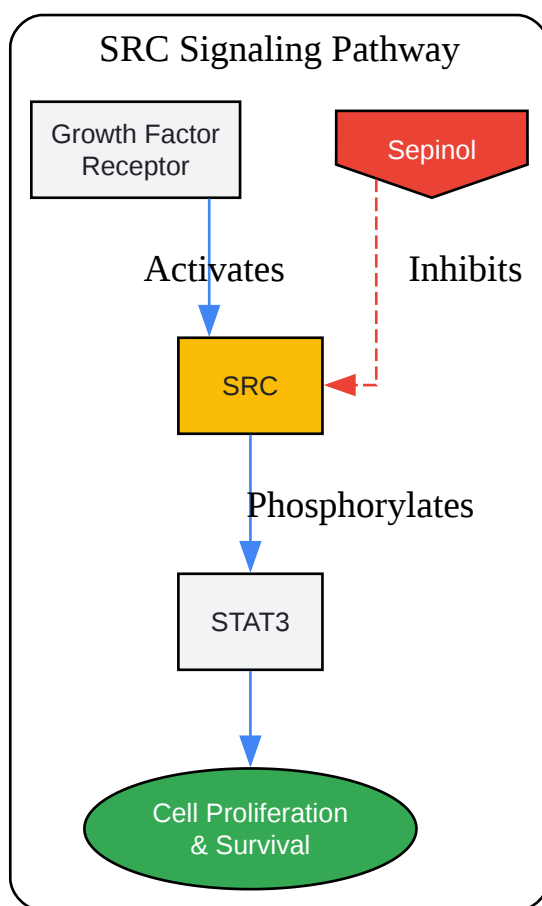 SRC Signaling Pathway
Growth Factor
Receptor
Sepinol
Activates
Inhibits
SRC
Phosphorylates
STAT3
Cell Proliferation
& Survival